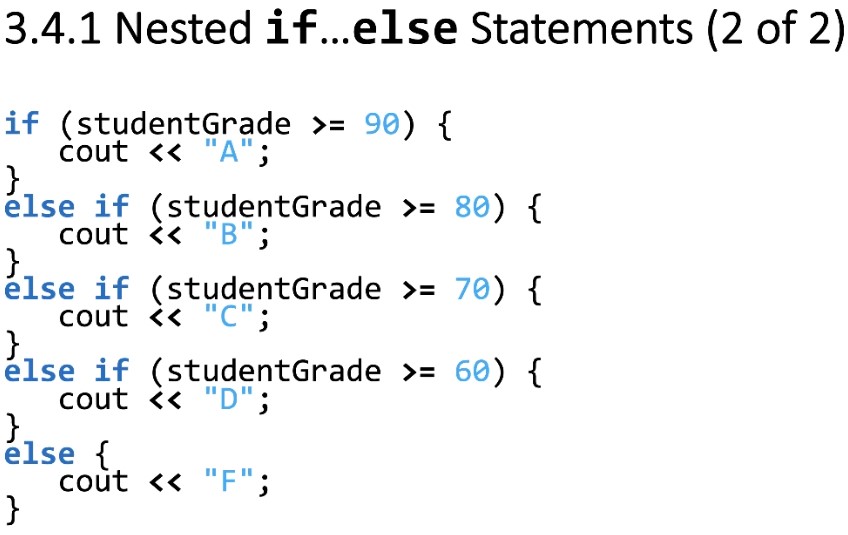 3.4.1 Nested if…else Statements (2 of 2)
if (studentGrade >= 90) {
   cout << "A";
}
else if (studentGrade >= 80) {
   cout << "B";
}
else if (studentGrade >= 70) {
   cout << "C";
}
else if (studentGrade >= 60) {
   cout << "D";
}
else {
   cout << "F";
}